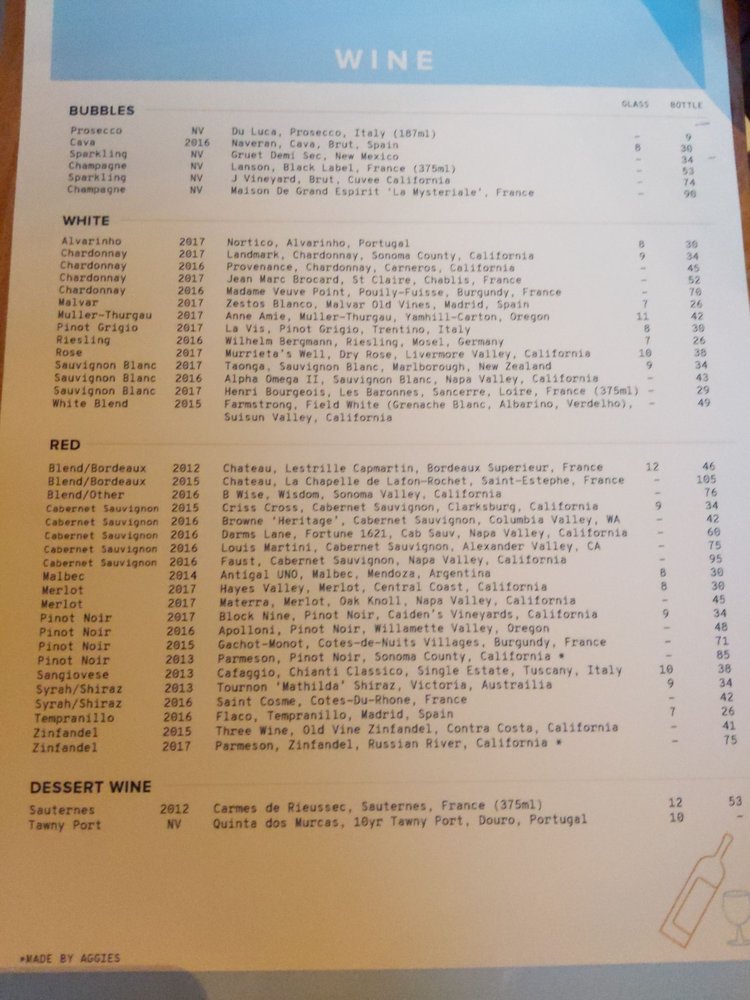 WINE
GLASS BOTTLE
BUBBLES
Prosecco NV Du Luca, Prosecco, Italy (187ml) – 9
Cava 2016 Naveran, Cava, Brut, Spain 8 30
Sparkling NV Gruet Demi Sec, New Mexico – 34
Champagne NV Lanson, Black Label, France (375ml) – 53
Sparkling NV J Vineyard, Brut, Cuvee California – 74
Champagne NV Maison De Grand Espirit 'La Mysteriale', France – 90
WHITE
Alvarinho 2017 Nortico, Alvarinho, Portugal 8 30
Chardonnay 2017 Landmark, Chardonnay, Sonoma County, California 9 34
Chardonnay 2016 Provenance, Chardonnay, Carneros, California – 45
Chardonnay 2017 Jean Marc Brocard, St Claire, Chablis, France – 52
Chardonnay 2016 Madame Veuve Point, Pouily-Fuisse, Burgundy, France – 70
Malvar 2017 Zestos Blanco, Malvar Old Vines, Madrid, Spain 7 26
Muller-Thurgau 2017 Anne Amie, Muller-Thurgau, Yamhill-Carton, Oregon 11 42
Pinot Grigio 2017 La Vis, Pinot Grigio, Trentino, Italy 8 30
Riesling 2016 Wilhelm Bergmann, Riesling, Mosel, Germany 7 26
Rose 2017 Murrieta's Well, Dry Rose, Livermore Valley, California 10 38
Sauvignon Blanc 2017 Taonga, Sauvignon Blanc, Marlborough, New Zealand 9 34
Sauvignon Blanc 2016 Alpha Omega II, Sauvignon Blanc, Napa Valley, California – 43
Sauvignon Blanc 2017 Henri Bourgeois, Les Baronnes, Sancerre, Loire, France (375ml) – 29
White Blend 2015 Farmstrong, Field White (Grenache Blanc, Albarino, Verdelho), – 49
Suisun Valley, California
RED
Blend/Bordeaux 2012 Chateau, Lestrille Capmartin, Bordeaux Superieur, France 12 46
Blend/Bordeaux 2015 Chateau, La Chapelle de Lafon-Rochet, Saint-Estephe, France – 105
Blend/Other 2016 B Wise, Wisdom, Sonoma Valley, California – 76
Cabernet Sauvignon 2015 Criss Cross, Cabernet Sauvignon, Clarksburg, California 9 34
Cabernet Sauvignon 2016 Browne 'Heritage', Cabernet Sauvignon, Columbia Valley, WA – 42
Cabernet Sauvignon 2016 Darms Lane, Fortune 1621, Cab Sauv, Napa Valley, California – 60
Cabernet Sauvignon 2016 Louis Martini, Cabernet Sauvignon, Alexander Valley, CA – 75
Cabernet Sauvignon 2016 Faust, Cabernet Sauvignon, Napa Valley, California – 95
Malbec 2014 Antigal UNO, Malbec, Mendoza, Argentina 8 30
Merlot 2017 Hayes Valley, Merlot, Central Coast, California 8 30
Merlot 2017 Materra, Merlot, Oak Knoll, Napa Valley, California – 45
Pinot Noir 2017 Block Nine, Pinot Noir, Caiden's Vineyards, California 9 34
Pinot Noir 2016 Apolloni, Pinot Noir, Willamette Valley, Oregon – 48
Pinot Noir 2015 Gachot-Monot, Cotes-de-Nuits Villages, Burgundy, France – 71
Pinot Noir 2013 Parmeson, Pinot Noir, Sonoma County, California * – 85
Sangiovese 2013 Cafaggio, Chianti Classico, Single Estate, Tuscany, Italy 10 38
Syrah/Shiraz 2013 Tournon 'Mathilda' Shiraz, Victoria, Austrailia 9 34
Syrah/Shiraz 2016 Saint Cosme, Cotes-Du-Rhone, France – 42
Tempranillo 2016 Flaco, Tempranillo, Madrid, Spain 7 26
Zinfandel 2015 Three Wine, Old Vine Zinfandel, Contra Costa, California – 41
Zinfandel 2017 Parmeson, Zinfandel, Russian River, California * – 75
DESSERT WINE
Sauternes 2012 Carmes de Rieussec, Sauternes, France (375ml) 12 53
Tawny Port NV Quinta dos Murcas, 10yr Tawny Port, Douro, Portugal 10 –
*MADE BY AGGIES